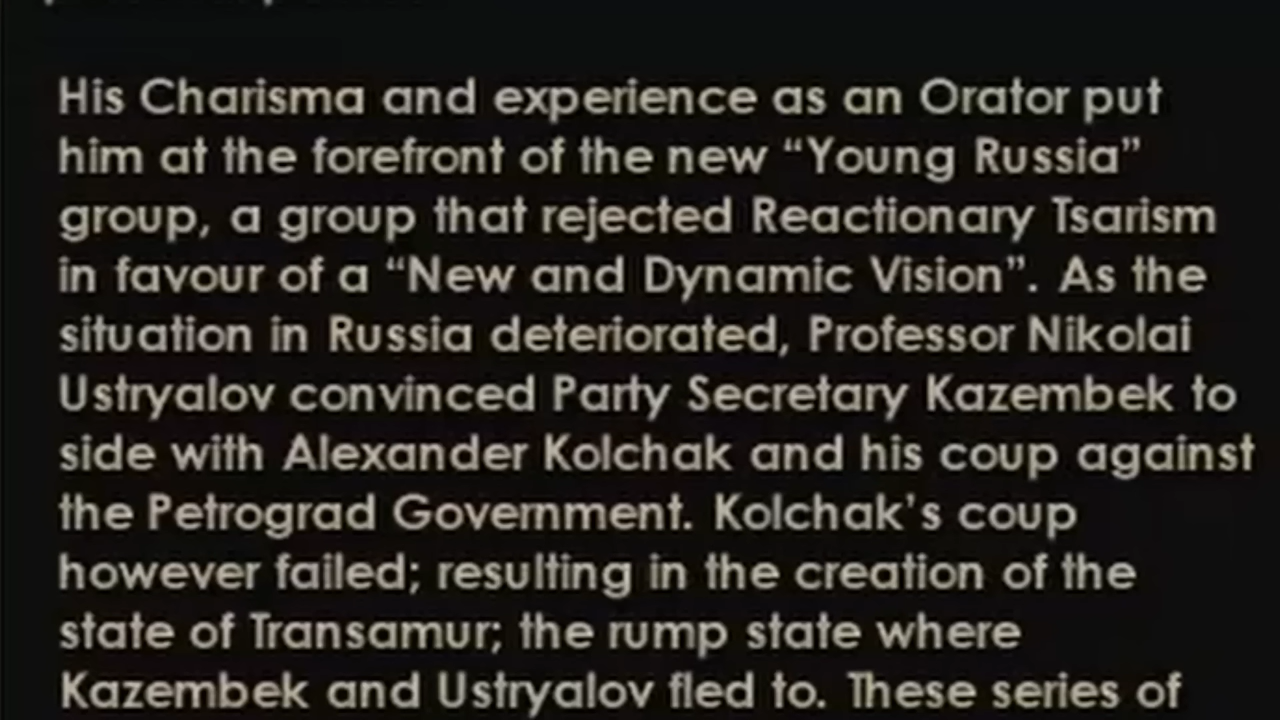 His Charisma and experience as an Orator put
him at the forefront of the new “Young Russia”
group, a group that rejected Reactionary Tsarism
in favour of a “New and Dynamic Vision”. As the
situation in Russia deteriorated, Professor Nikolai
Ustryalov convinced Party Secretary Kazembek to
side with Alexander Kolchak and his coup against
the Petrograd Government. Kolchak’s coup
however failed; resulting in the creation of the
state of Transamur; the rump state where
Kazembek and Ustryalov fled to. These series of